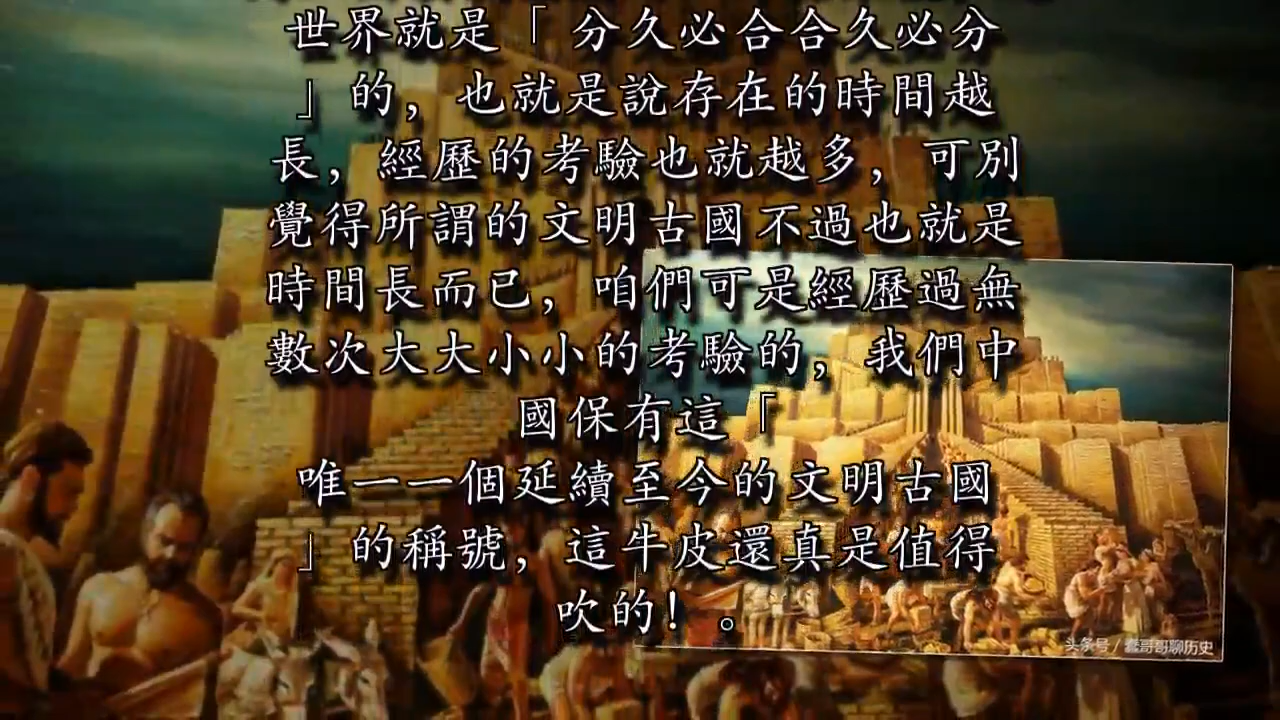 世界就是「分久必合合久必分
」的，也就是說存在的時間越
長，經歷的考驗也就越多，可別
覺得所謂的文明古國不過也就是
時間長而已，咱們可是經歷過無
數次大大小小的考驗的，我們中
國保有這「
唯一一個延續至今的文明古國
」的稱號，這牛皮還真是值得
吹的！。
头条号 / 蠢哥哥聊历史